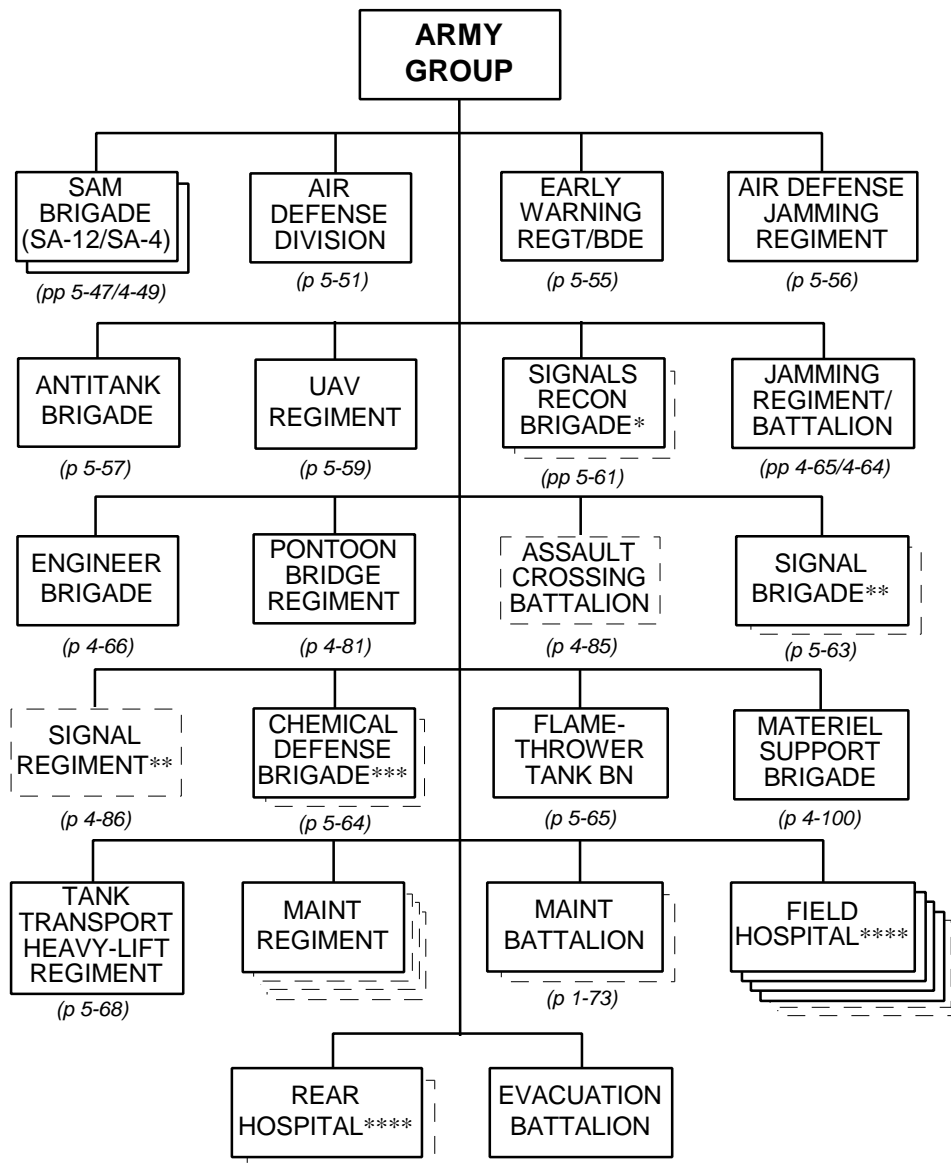 ARMY
GROUP
SAM
BRIGADE
(SA-12/SA-4)
(pp 5-47/4-49)
AIR
DEFENSE
DIVISION
(p 5-51)
EARLY
WARNING
REGT/BDE
(p 5-55)
AIR DEFENSE
JAMMING
REGIMENT
(p 5-56)
ANTITANK
BRIGADE
(p 5-57)
UAV
REGIMENT
(p 5-59)
SIGNALS
RECON
BRIGADE*
(pp 5-61)
JAMMING
REGIMENT/
BATTALION
(pp 4-65/4-64)
ENGINEER
BRIGADE
(p 4-66)
PONTOON
BRIDGE
REGIMENT
(p 4-81)
ASSAULT
CROSSING
BATTALION
(p 4-85)
SIGNAL
BRIGADE**
(p 5-63)
SIGNAL
REGIMENT**
(p 4-86)
CHEMICAL
DEFENSE
BRIGADE***
(p 5-64)
FLAME-
THROWER
TANK BN
(p 5-65)
MATERIEL
SUPPORT
BRIGADE
(p 4-100)
TANK
TRANSPORT
HEAVY-LIFT
REGIMENT
(p 5-68)
MAINT
REGIMENT
MAINT
BATTALION
(p 1-73)
FIELD
HOSPITAL****
REAR
HOSPITAL****
EVACUATION
BATTALION